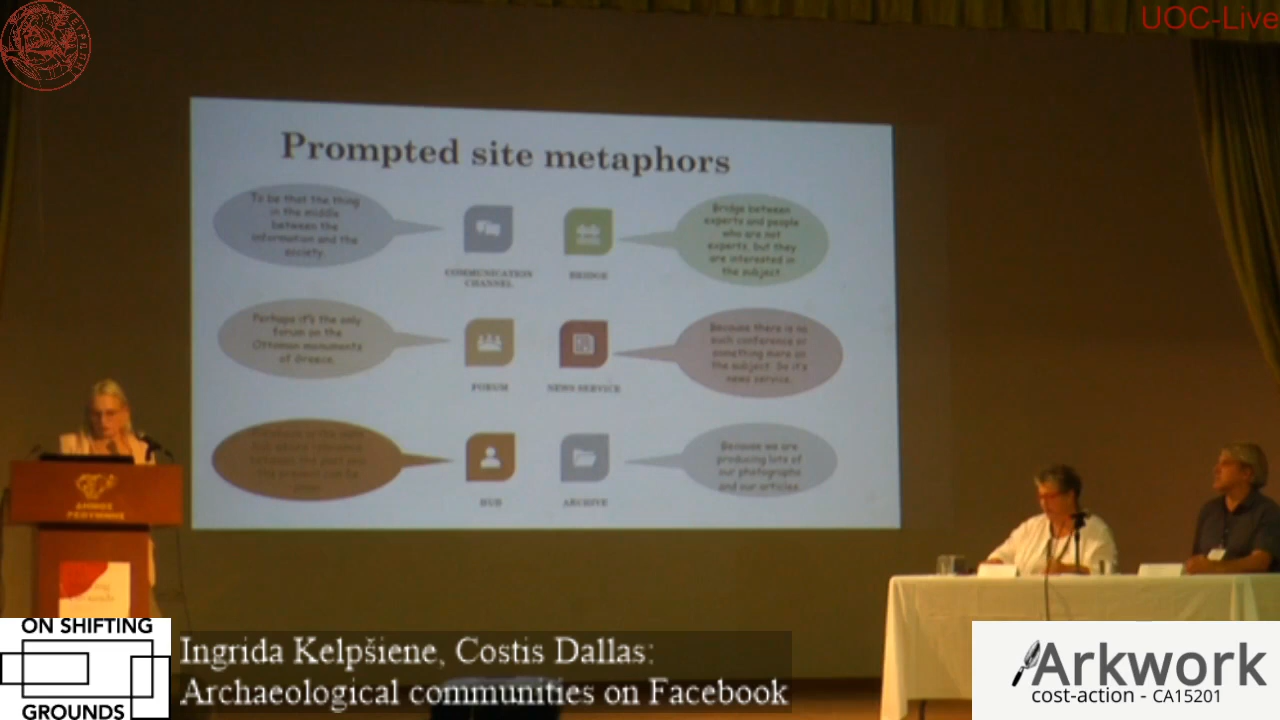 UOC-Live
Prompted site metaphors
To be that the thing
in the middle
between the
information and the
society.
COMMUNICATION
CHANNEL
BRIDGE
Bridge between
experts and people
who are not
experts, but they
are interested in
the subject.
Perhaps it's the only
forum on the
Ottoman monuments
of Greece.
FORUM
NEWS SERVICE
Because there is no
such conference or
something more on
the subject. So it's
news service.
HUB
ARCHIVE
Because we are
producing lots of
our photographs
and our articles.
ΔΗΜΟΣ
ΡΕΘΥΜΝΗΣ
ON SHIFTING
GROUNDS
Ingrida Kelpšiene, Costis Dallas:
Archaeological communities on Facebook
Arkwork
cost-action - CA15201